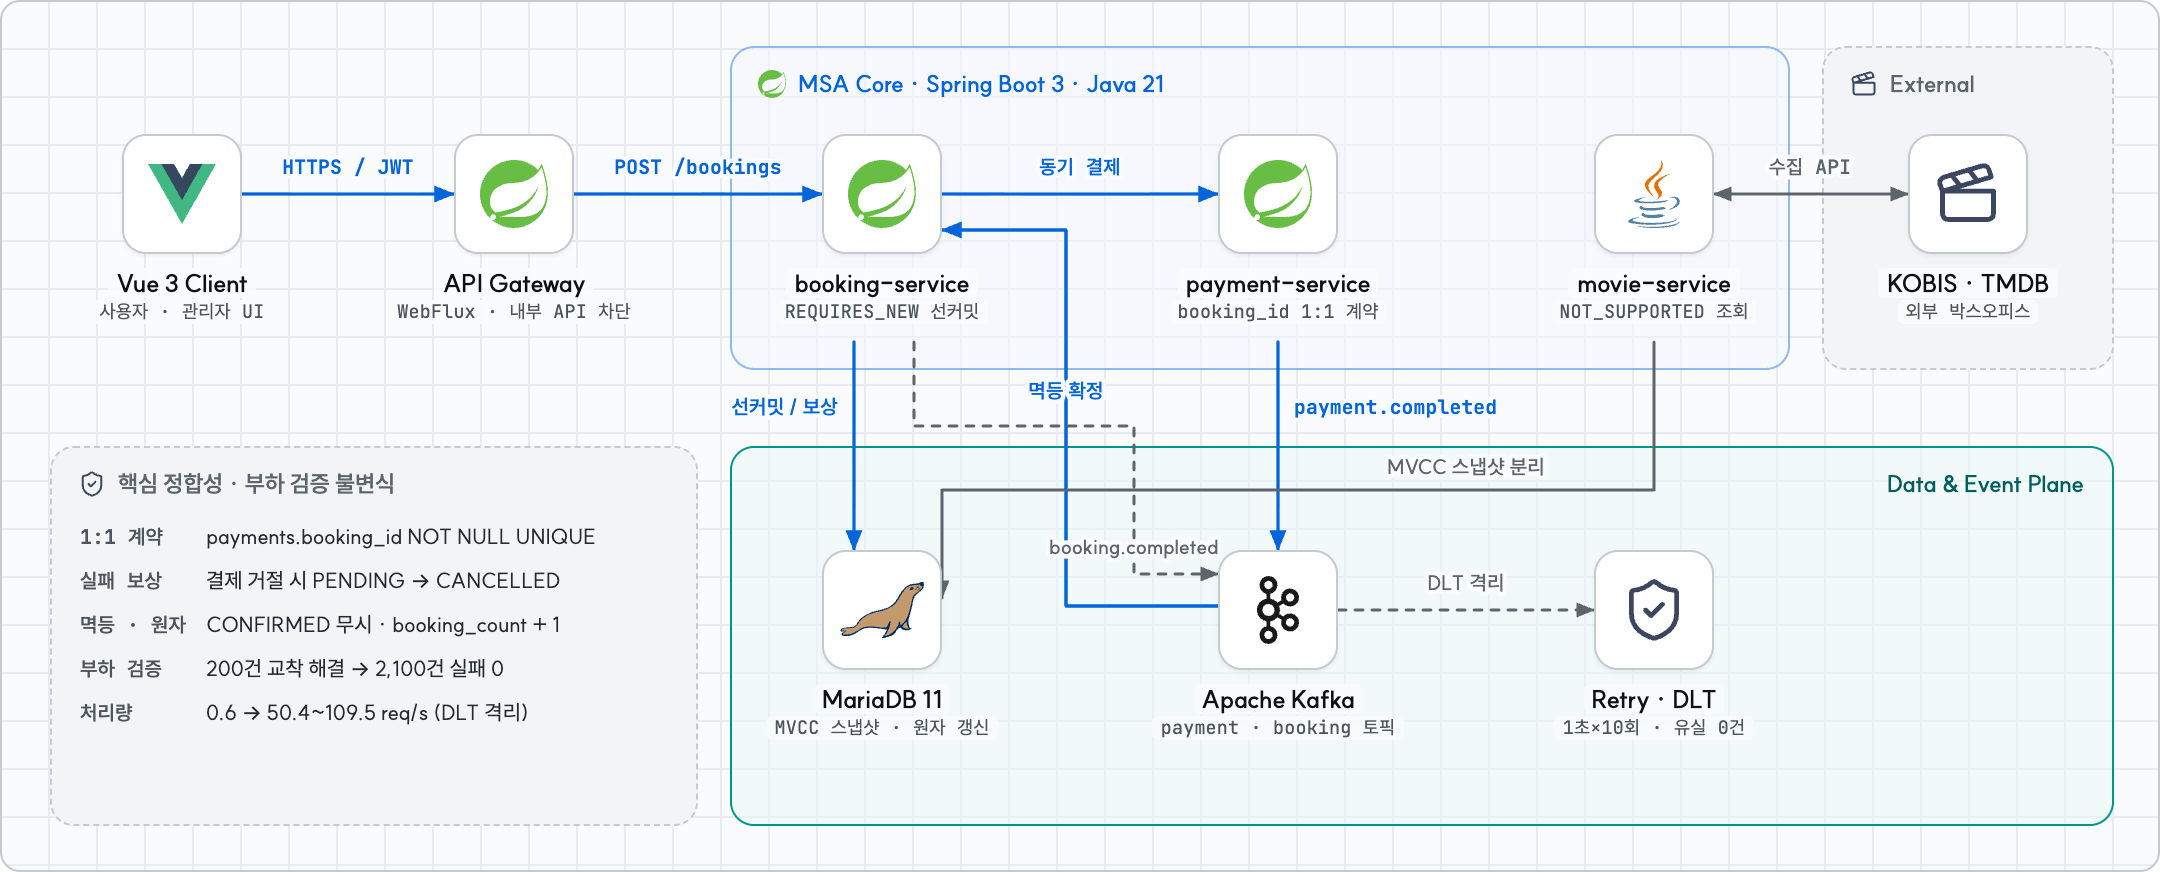 MSA Core · Spring Boot 3 · Java 21
External
HTTPS / JWT
POST /bookings
동기 결제
수집 API
Vue 3 Client
사용자 · 관리자 UI
API Gateway
WebFlux · 내부 API 차단
booking-service
REQUIRES_NEW 선커밋
payment-service
booking_id 1:1 계약
movie-service
NOT_SUPPORTED 조회
KOBIS · TMDB
외부 박스오피스
선커밋 / 보상
멱등 확정
payment.completed
MVCC 스냅샷 분리
Data & Event Plane
핵심 정합성 · 부하 검증 불변식
1:1 계약 payments.booking_id NOT NULL UNIQUE
실패 보상 결제 거절 시 PENDING → CANCELLED
멱등 · 원자 CONFIRMED 무시 · booking_count + 1
부하 검증 200건 교착 해결 → 2,100건 실패 0
처리량 0.6 → 50.4~109.5 req/s (DLT 격리)
booking.completed
DLT 격리
MariaDB 11
MVCC 스냅샷 · 원자 갱신
Apache Kafka
payment · booking 토픽
Retry · DLT
1초×10회 · 유실 0건